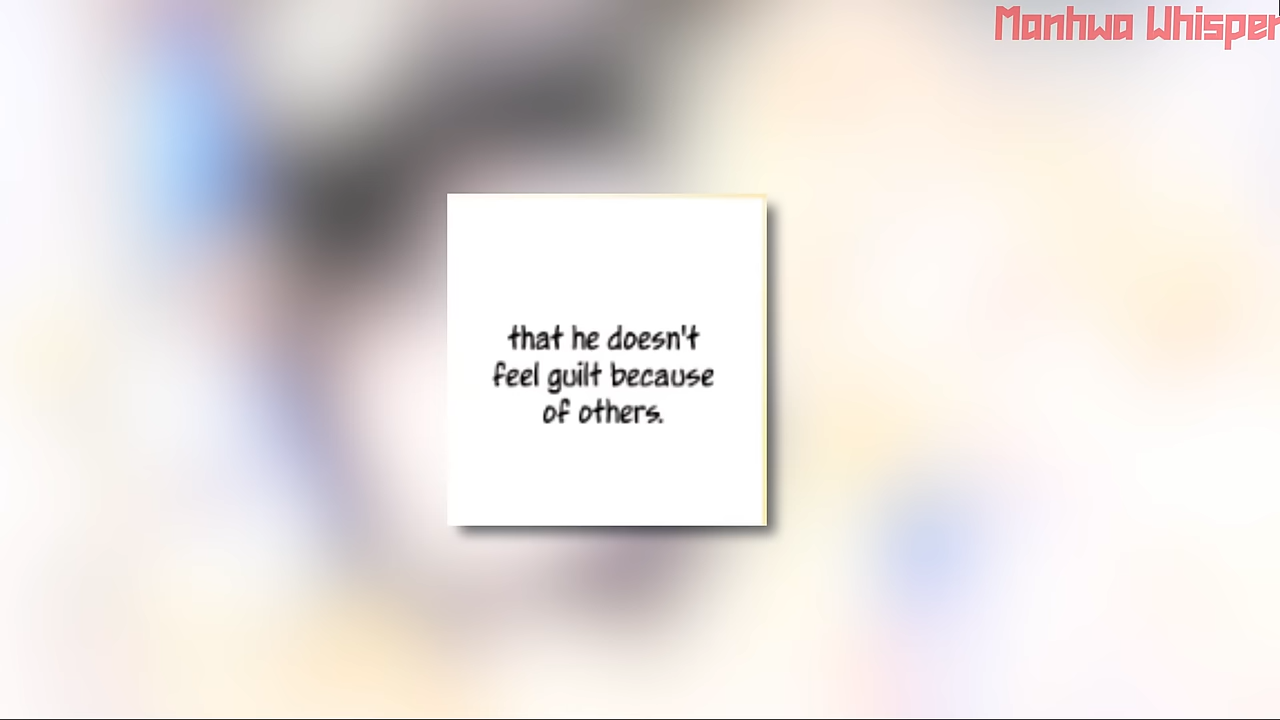 Manhwa Whisper
that he doesn't
feel guilt because
of others.